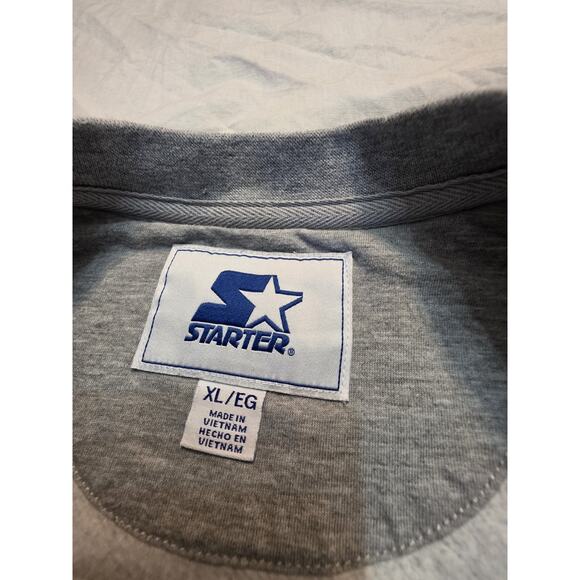 STARTER®
XL/EG
MADE IN
VIETNAM
HECHO EN
VIETNAM